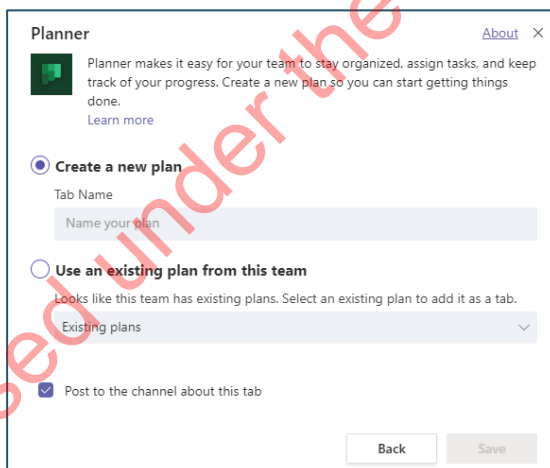 Planner
About
Planner makes it easy for your team to stay organized, assign tasks, and keep
track of your progress. Create a new plan so you can start getting things
done.
Learn more
Create a new plan
Tab Name
Name your plan
Use an existing plan from this team
Looks like this team has existing plans. Select an existing plan to add it as a tab.
Existing plans
Post to the channel about this tab
Back
Save
sed under the